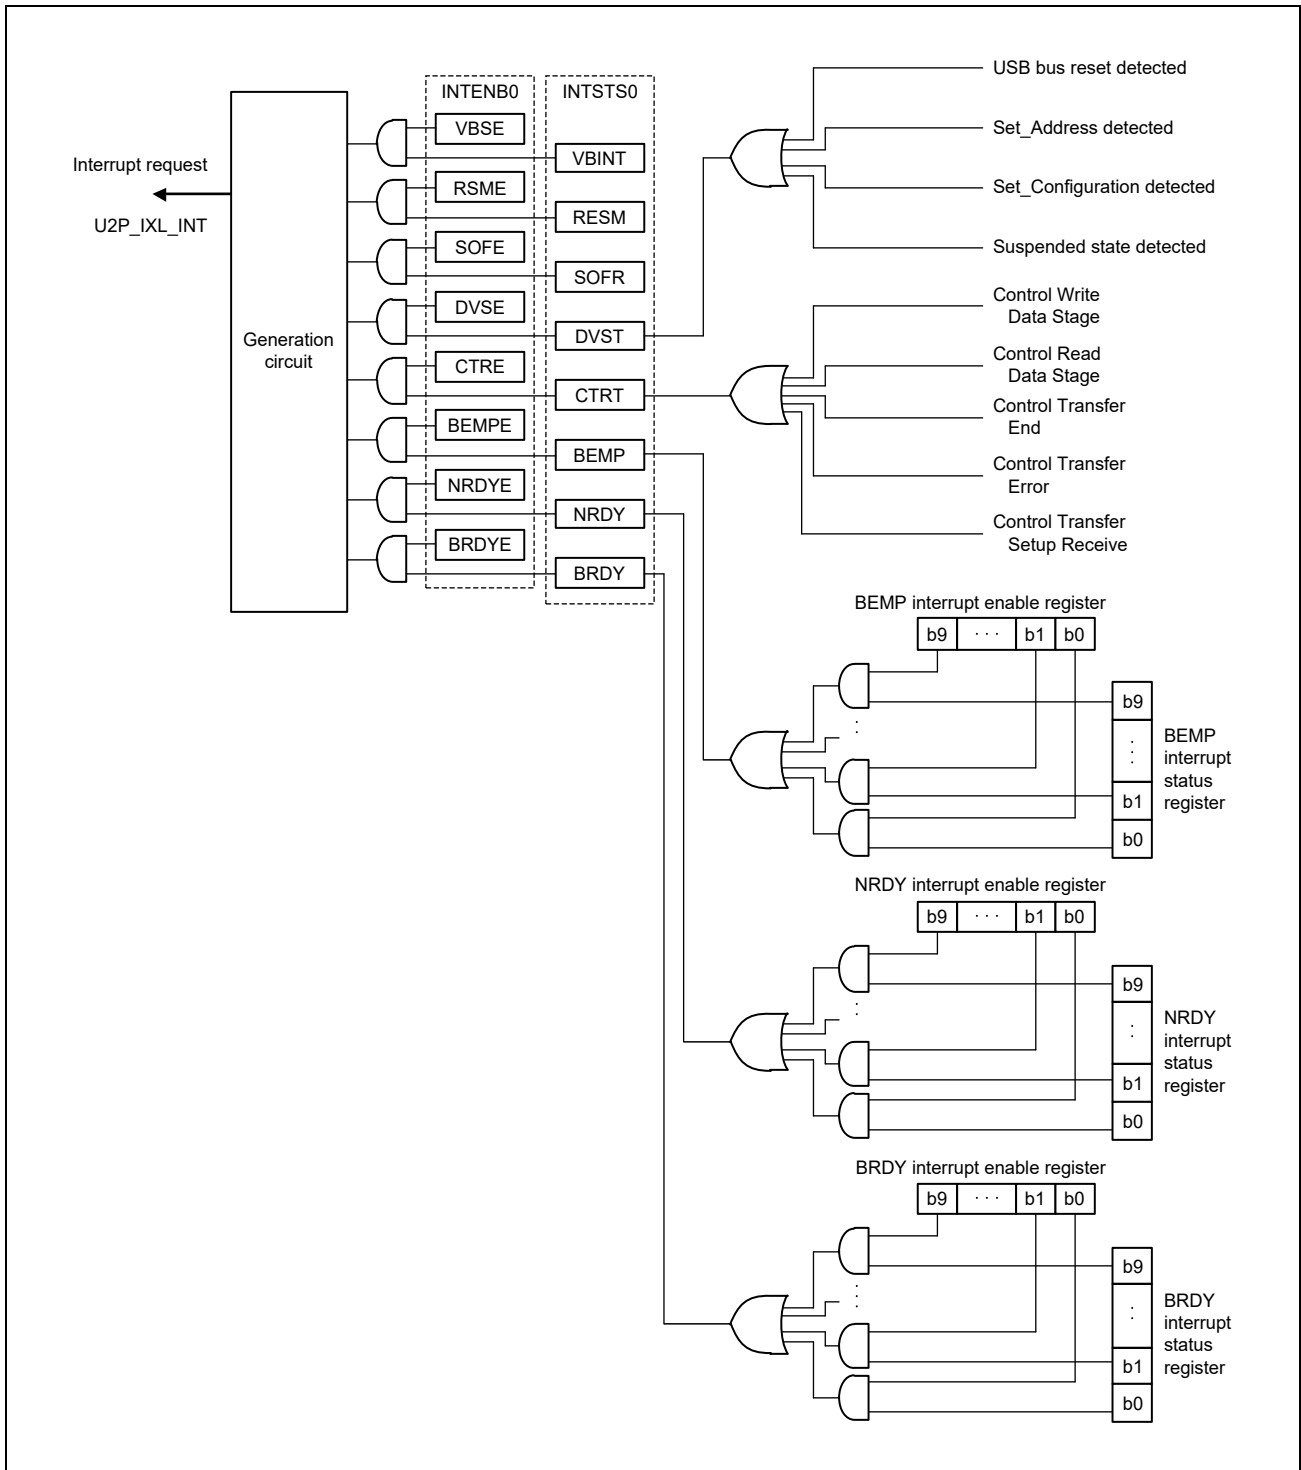 INTENB0
INTSTS0
VBSE
VBINT
RSME
RESM
SOFE
SOFR
DVSE
DVST
CTRE
CTRT
BEMPE
BEMP
NRDYE
NRDY
BRDYE
BRDY
Interrupt request
U2P_IXL_INT
Generation
circuit
USB bus reset detected
Set_Address detected
Set_Configuration detected
Suspended state detected
Control Write
Data Stage
Control Read
Data Stage
Control Transfer
End
Control Transfer
Error
Control Transfer
Setup Receive
BEMP interrupt enable register
b9 · · · b1 b0
b9
b1
b0
BEMP
interrupt
status
register
NRDY interrupt enable register
b9 · · · b1 b0
b9
b1
b0
NRDY
interrupt
status
register
BRDY interrupt enable register
b9 · · · b1 b0
b9
b1
b0
BRDY
interrupt
status
register